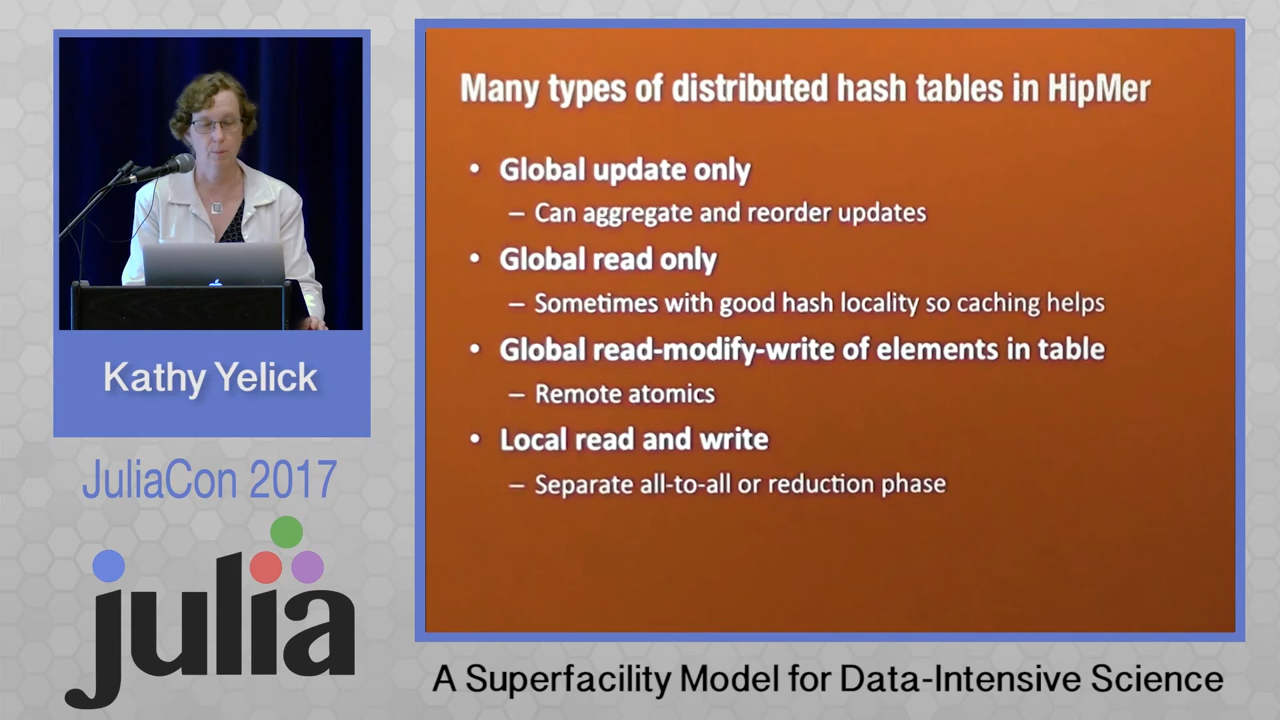 Many types of distributed hash tables in HipMer
• Global update only
– Can aggregate and reorder updates
• Global read only
– Sometimes with good hash locality so caching helps
• Global read-modify-write of elements in table
– Remote atomics
• Local read and write
– Separate all-to-all or reduction phase
Kathy Yelick
JuliaCon 2017
julia
A Superfacility Model for Data-Intensive Science